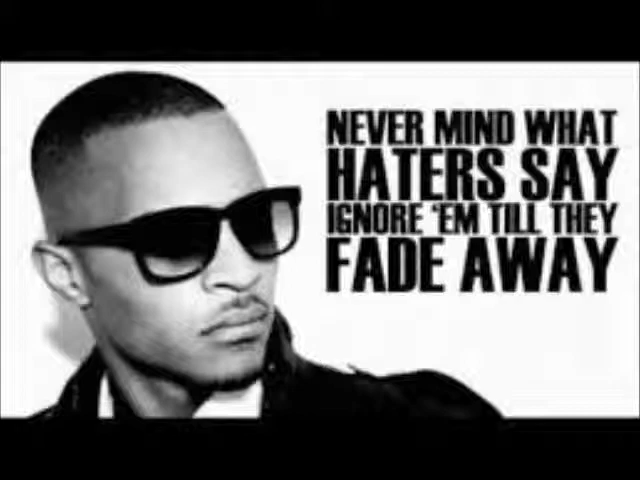 NEVER MIND WHAT
HATERS SAY
IGNORE 'EM TILL THEY
FADE AWAY